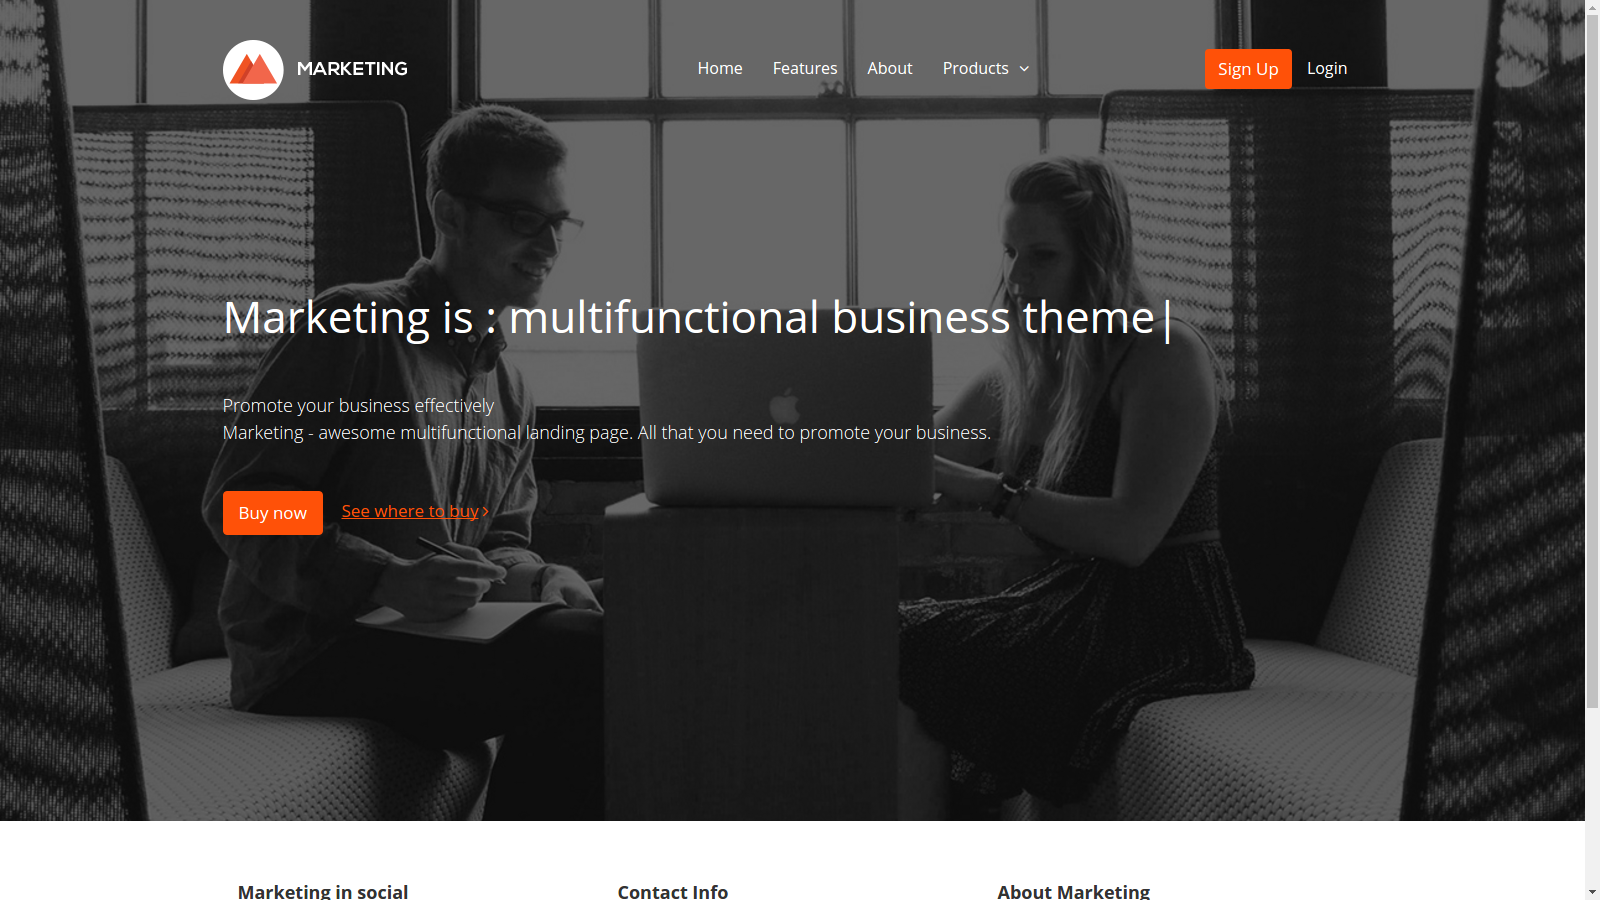 MARKETING
Home
Features
About
Products
Sign Up
Login
Marketing is : multifunctional business theme|
Promote your business effectively
Marketing - awesome multifunctional landing page. All that you need to promote your business.
Buy now
See where to buy
Marketing in social
Contact Info
About Marketing